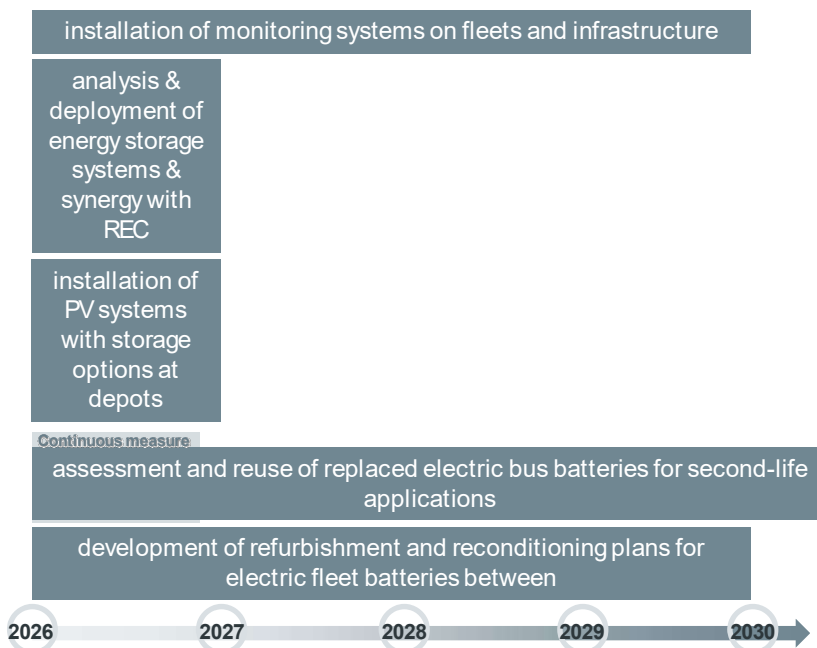 installation of monitoring systems on fleets and infrastructure
analysis &
deployment of
energy storage
systems &
synergy with
REC
installation of
PV systems
with storage
options at
depots
Continuous measure
assessment and reuse of replaced electric bus batteries for second-life
applications
development of refurbishment and reconditioning plans for
electric fleet batteries between
2026 2027 2028 2029 2030